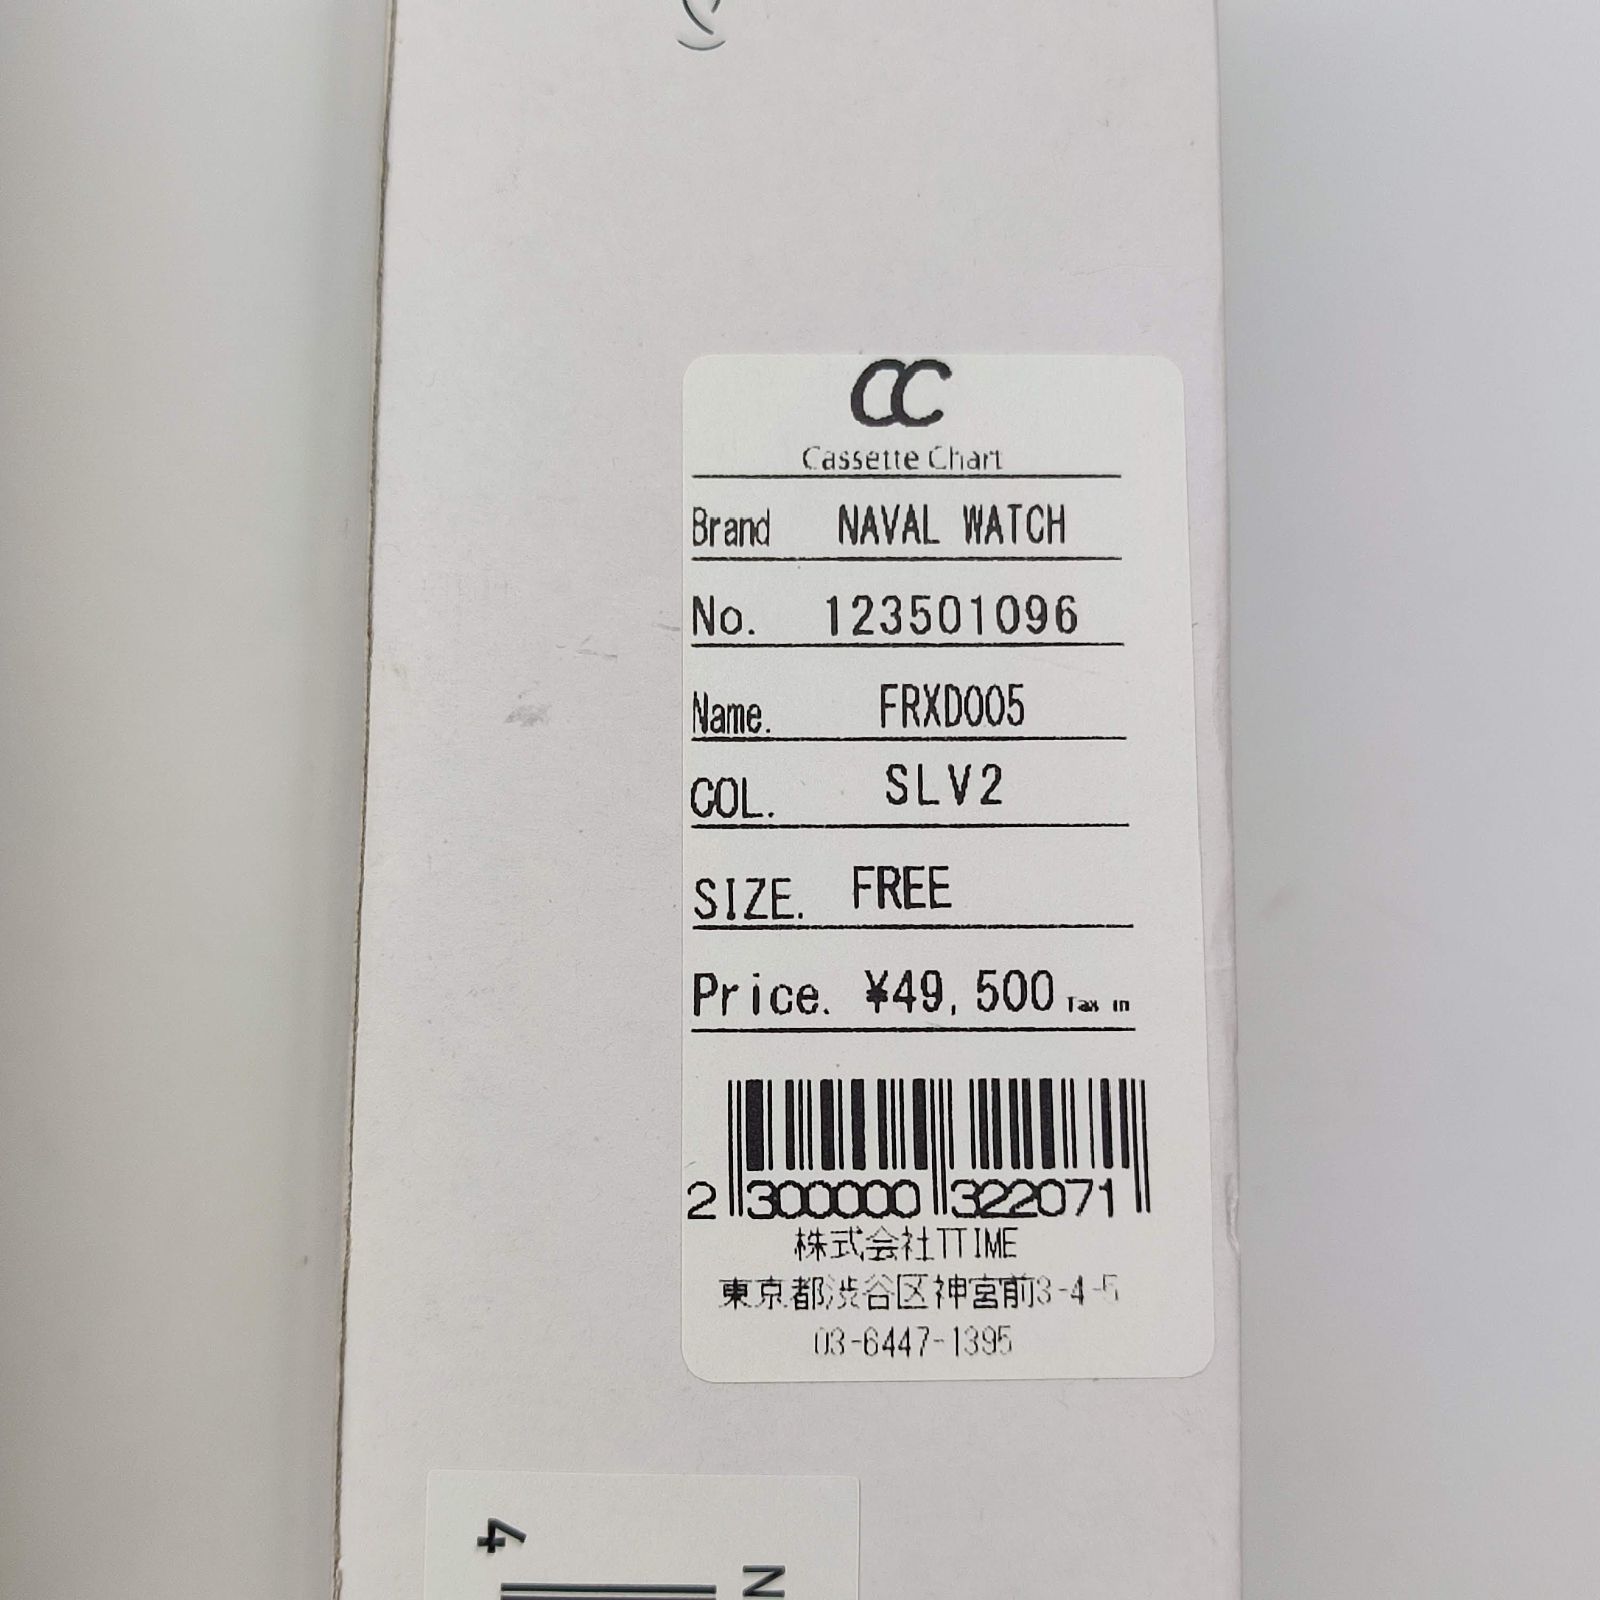 CC
Cassette Chart
Brand NAVAL WATCH
No. 123501096
Name. FRXD005
COL. SLV2
SIZE. FREE
Price. ¥49,500 Tax in
2 300000 322071
株式会社TTIME
東京都渋谷区神宮前3-4-5
03-6447-1395
4
N